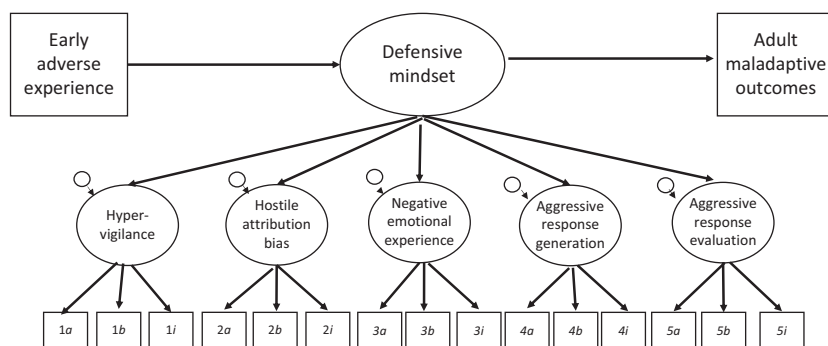 Early
adverse
experience
Defensive
mindset
Adult
maladaptive
outcomes
Hyper-
vigilance
Hostile
attribution
bias
Negative
emotional
experience
Aggressive
response
generation
Aggressive
response
evaluation
1a 1b 1i 2a 2b 2i 3a 3b 3i 4a 4b 4i 5a 5b 5i